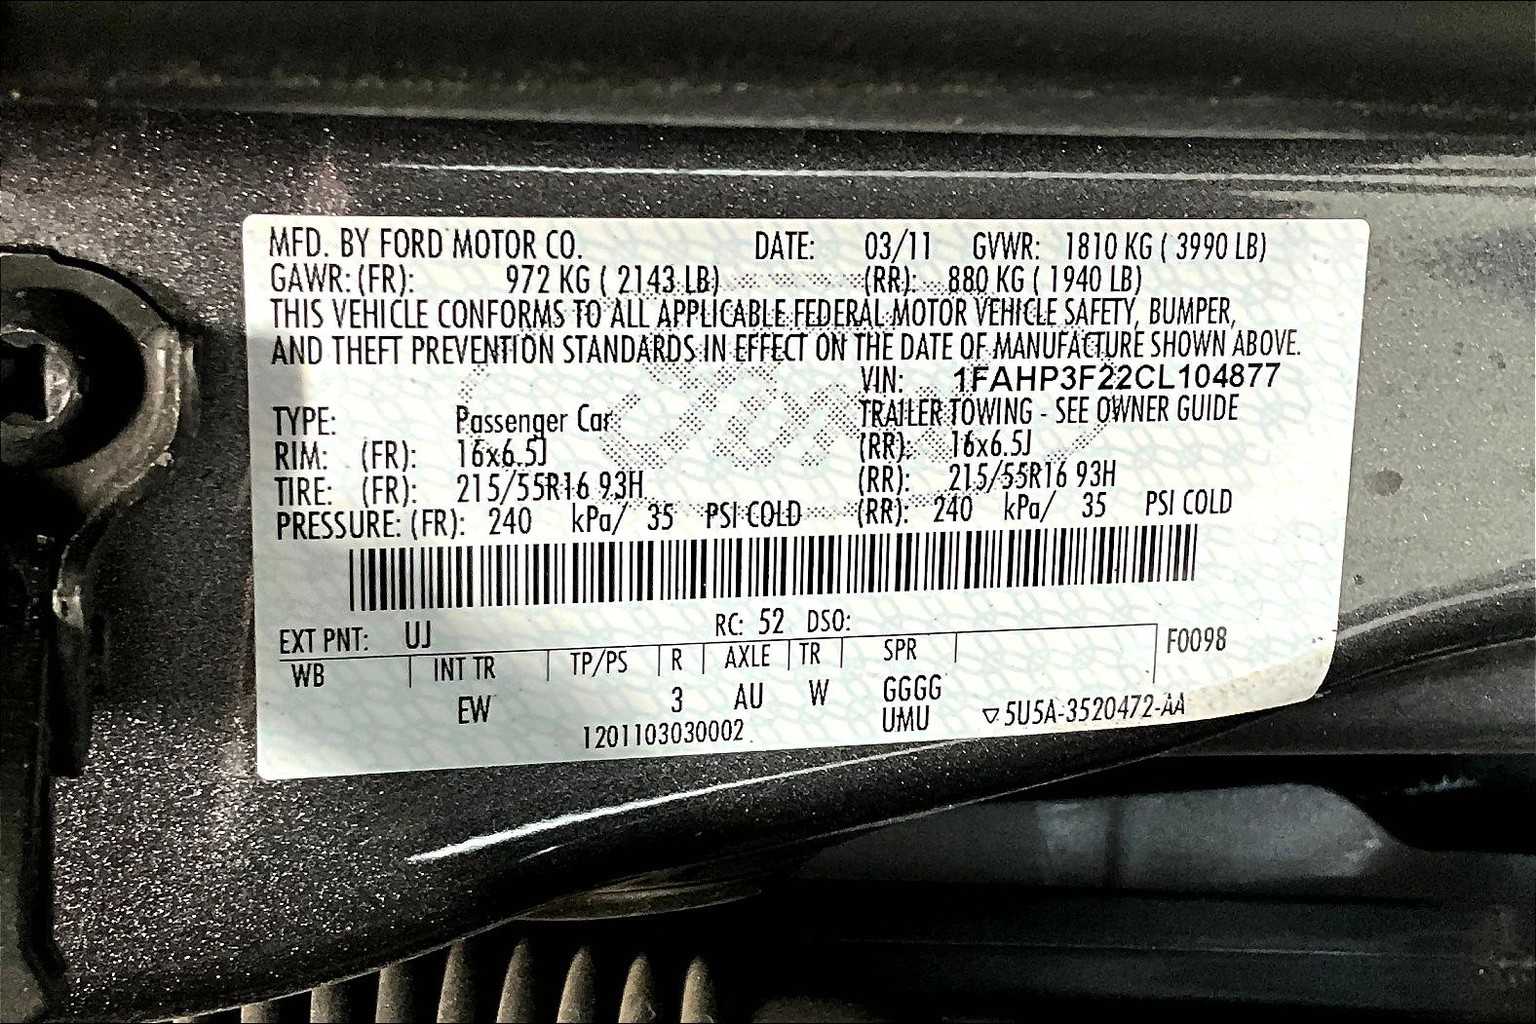 MFD. BY FORD MOTOR CO. DATE: 03/11 GVWR: 1810 KG ( 3990 LB)
GAWR: (FR): 972 KG ( 2143 LB) (RR): 880 KG ( 1940 LB)
THIS VEHICLE CONFORMS TO ALL APPLICABLE FEDERAL MOTOR VEHICLE SAFETY, BUMPER,
AND THEFT PREVENTION STANDARDS IN EFFECT ON THE DATE OF MANUFACTURE SHOWN ABOVE.
VIN: 1FAHP3F22CL104877
TYPE: Passenger Car TRAILER TOWING - SEE OWNER GUIDE
RIM: (FR): 16x6.5J (RR): 16x6.5J
TIRE: (FR): 215/55R16 93H (RR): 215/55R16 93H
PRESSURE: (FR): 240 kPa/ 35 PSI COLD (RR): 240 kPa/ 35 PSI COLD
EXT PNT: UJ RC: 52 DSO: F0098
WB INT TR TP/PS R AXLE TR SPR
EW 3 AU W GGGG
1201103030002 UMU ▽5U5A-3520472-AA